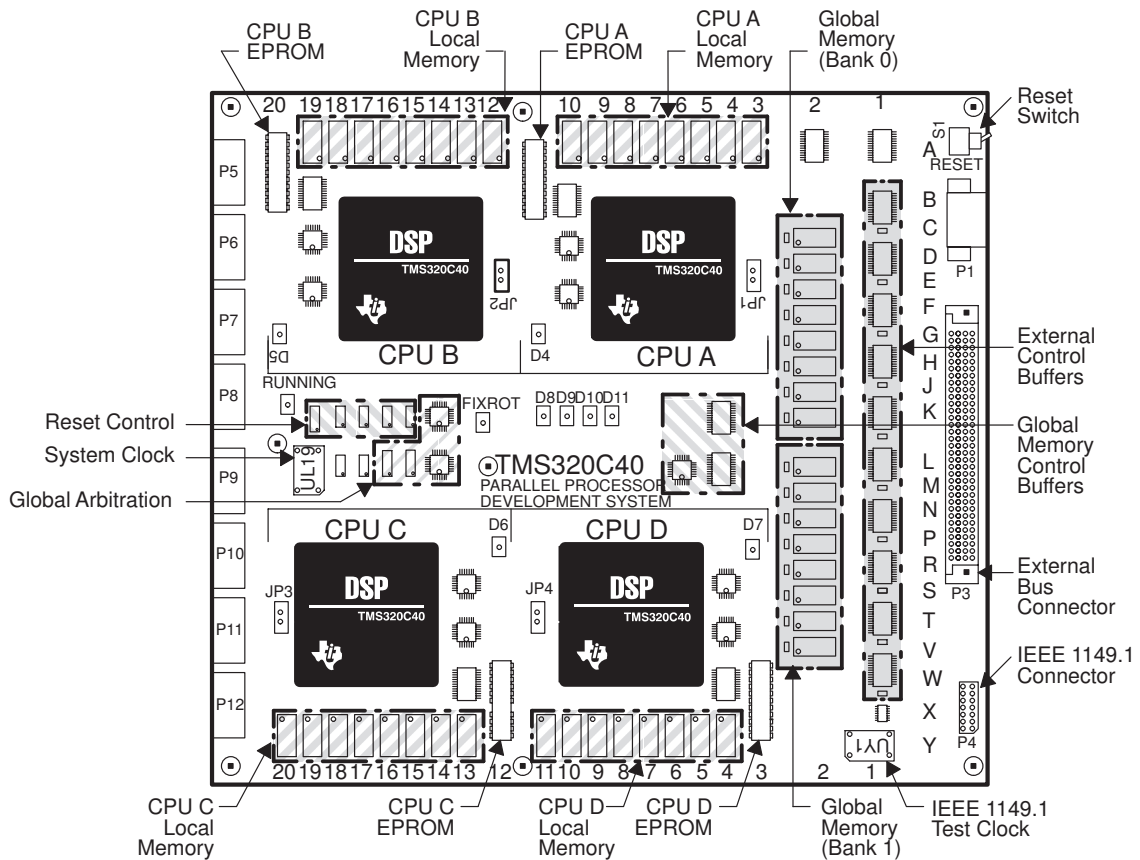 CPU B
EPROM
CPU B
Local
Memory
CPU A
EPROM
CPU A
Local
Memory
Global
Memory
(Bank 0)
Reset
Switch
20 19 18 17 16 15 14 13 12 10 9 8 7 6 5 4 3 2 1
S1
A
RESET
P5
P6
P7
P8
P9
P10
P11
P12
DSP
TMS320C40
JP2
DSP
TMS320C40
JP1
B
C
D
E
F
G
H
J
K
L
M
N
P
R
S
T
V
W
X
Y
P1
D5
CPU B
D4
CPU A
External
Control
Buffers
RUNNING
FIXROT
D8 D9 D10 D11
Reset Control
System Clock
Global Arbitration
UL19
TMS320C40
PARALLEL PROCESSOR
DEVELOPMENT SYSTEM
Global
Memory
Control
Buffers
CPU C
D6
CPU D
D7
JP3
DSP
TMS320C40
JP4
DSP
TMS320C40
P3
External
Bus
Connector
IEEE 1149.1
Connector
P4
UY1
20 19 18 17 16 15 14 13 12 11 10 9 8 7 6 5 4 3 2 1
CPU C
Local
Memory
CPU C
EPROM
CPU D
Local
Memory
CPU D
EPROM
Global
Memory
(Bank 1)
IEEE 1149.1
Test Clock